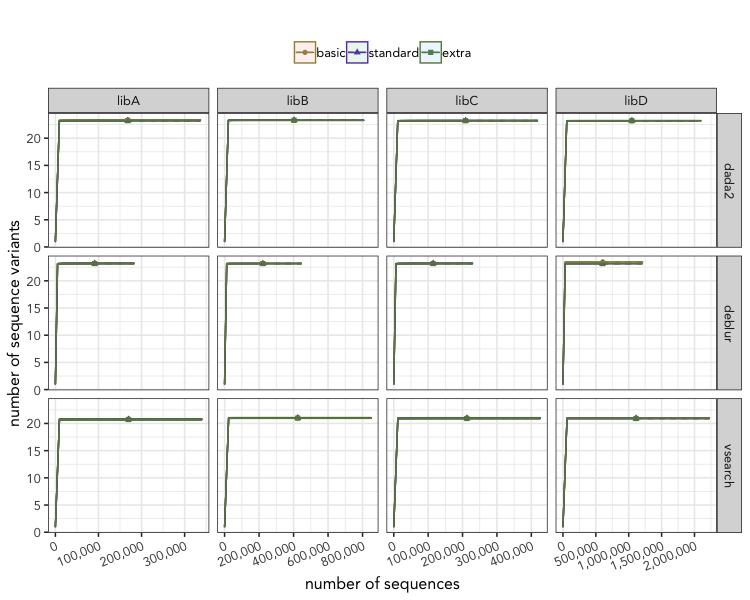 basic standard extra
libA libB libC libD
number of sequence variants
20
15
10
5
0
dada2
20
15
10
5
0
deblur
20
15
10
5
0
vsearch
0 100,000 200,000 300,000
0 200,000 400,000 600,000 800,000
0 100,000 200,000 300,000 400,000
0 500,000 1,000,000 1,500,000 2,000,000
number of sequences